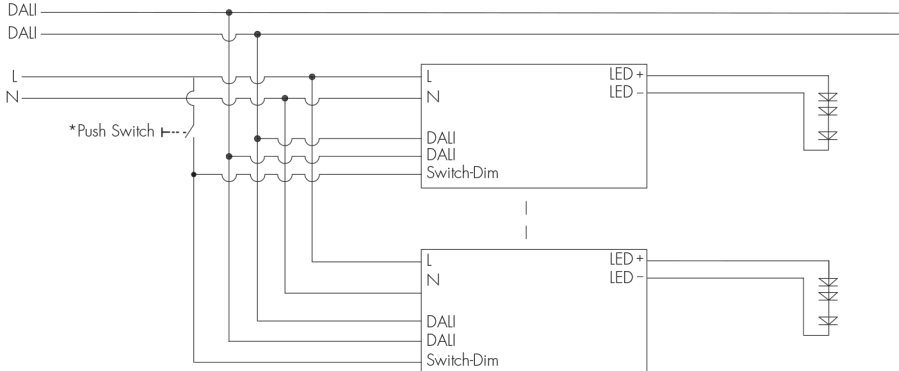 DALI
DALI
L
N
*Push Switch
L
N
DALI
DALI
Switch-Dim
LED +
LED –
L
N
DALI
DALI
Switch-Dim
LED +
LED –